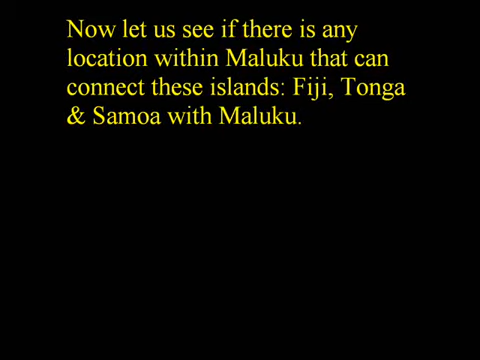 Now let us see if there is any
location within Maluku that can
connect these islands: Fiji, Tonga
& Samoa with Maluku.